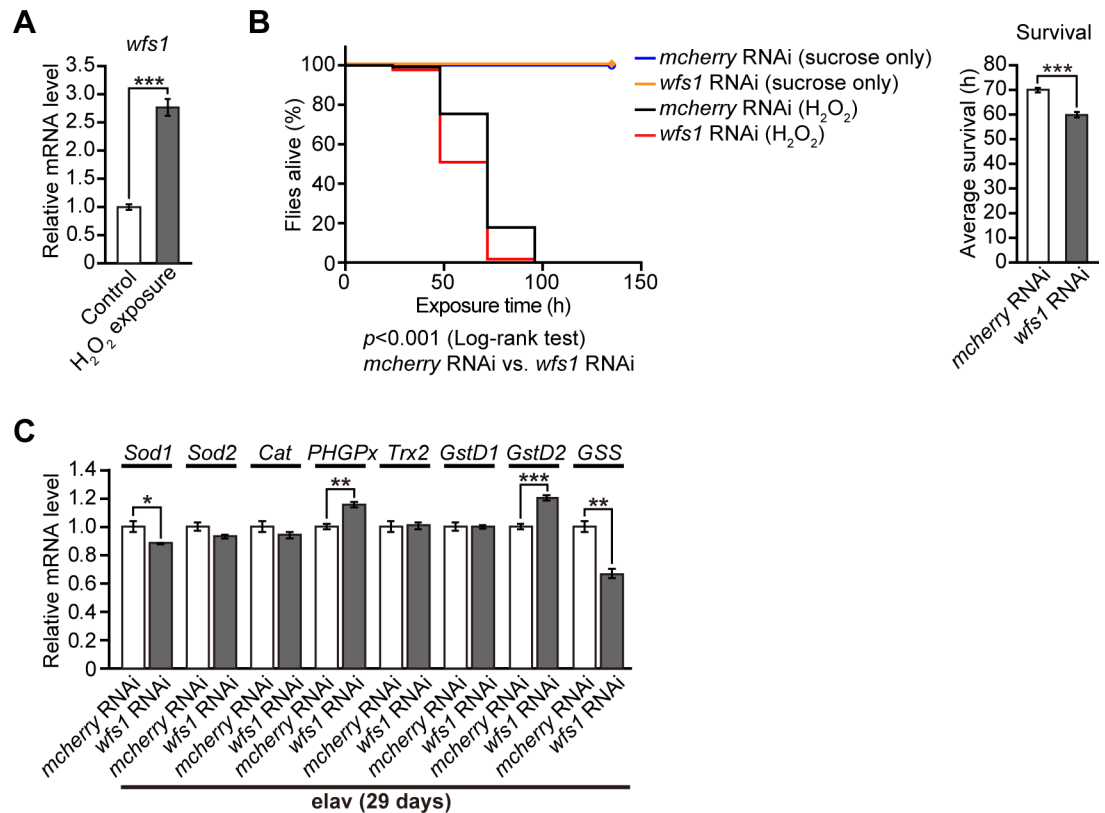 A
wfs1
Relative mRNA level
3.5
3.0
2.5
2.0
1.5
1.0
0.5
0
***
Control
H₂O₂ exposure
B
Flies alive (%)
100
80
60
40
20
0
0
50
100
150
Exposure time (h)
mcherry RNAi (sucrose only)
wfs1 RNAi (sucrose only)
mcherry RNAi (H₂O₂)
wfs1 RNAi (H₂O₂)
p<0.001 (Log-rank test)
mcherry RNAi vs. wfs1 RNAi
Survival
Average survival (h)
80
70
60
50
40
30
20
10
0
***
mcherry RNAi
wfs1 RNAi
C
Sod1 Sod2 Cat PHGPx Trx2 GstD1 GstD2 GSS
Relative mRNA level
1.4
1.2
1.0
0.8
0.6
0.4
0.2
0
*
**
***
**
mcherry RNAi
wfs1 RNAi
mcherry RNAi
wfs1 RNAi
mcherry RNAi
wfs1 RNAi
mcherry RNAi
wfs1 RNAi
mcherry RNAi
wfs1 RNAi
mcherry RNAi
wfs1 RNAi
mcherry RNAi
wfs1 RNAi
mcherry RNAi
wfs1 RNAi
elav (29 days)